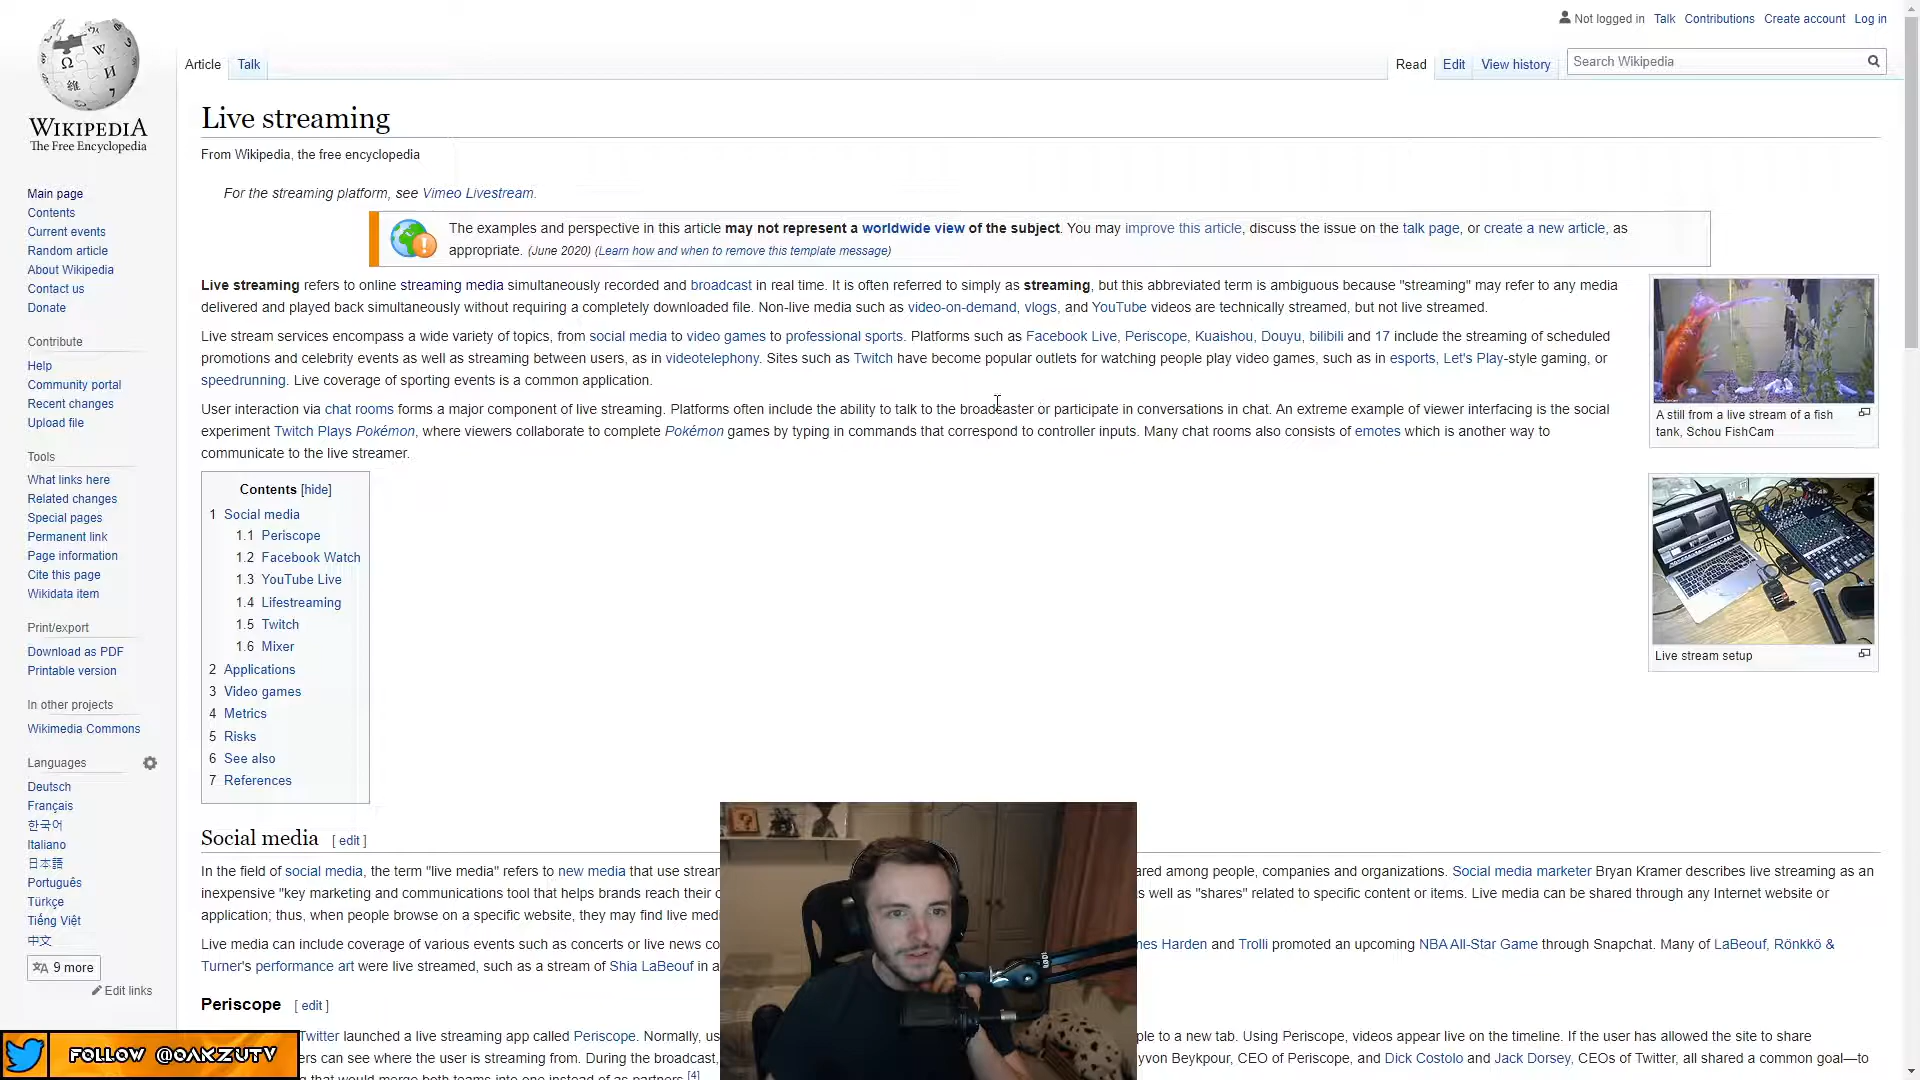 Not logged in Talk Contributions Create account Log in
Article Talk Read Edit View history Search Wikipedia
WIKIPEDIA
The Free Encyclopedia
Main page
Contents
Current events
Random article
About Wikipedia
Contact us
Donate
Contribute
Help
Community portal
Recent changes
Upload file
Tools
What links here
Related changes
Special pages
Permanent link
Page information
Cite this page
Wikidata item
Print/export
Download as PDF
Printable version
In other projects
Wikimedia Commons
Languages
Deutsch
Français
한국어
Italiano
日本語
Português
Türkçe
Tiếng Việt
中文
9 more
Edit links
Live streaming
From Wikipedia, the free encyclopedia
For the streaming platform, see Vimeo Livestream.
The examples and perspective in this article may not represent a worldwide view of the subject. You may improve this article, discuss the issue on the talk page, or create a new article, as
appropriate. (June 2020) (Learn how and when to remove this template message)
Live streaming refers to online streaming media simultaneously recorded and broadcast in real time. It is often referred to simply as streaming, but this abbreviated term is ambiguous because "streaming" may refer to any media
delivered and played back simultaneously without requiring a completely downloaded file. Non-live media such as video-on-demand, vlogs, and YouTube videos are technically streamed, but not live streamed.
Live stream services encompass a wide variety of topics, from social media to video games to professional sports. Platforms such as Facebook Live, Periscope, Kuaishou, Douyu, bilibili and 17 include the streaming of scheduled
promotions and celebrity events as well as streaming between users, as in videotelephony. Sites such as Twitch have become popular outlets for watching people play video games, such as in esports, Let's Play-style gaming, or
speedrunning. Live coverage of sporting events is a common application.
User interaction via chat rooms forms a major component of live streaming. Platforms often include the ability to talk to the broadcaster or participate in conversations in chat. An extreme example of viewer interfacing is the social
experiment Twitch Plays Pokémon, where viewers collaborate to complete Pokémon games by typing in commands that correspond to controller inputs. Many chat rooms also consists of emotes which is another way to
communicate to the live streamer.
A still from a live stream of a fish
tank, Schou FishCam
Live stream setup
Contents [hide]
1 Social media
1.1 Periscope
1.2 Facebook Watch
1.3 YouTube Live
1.4 Lifestreaming
1.5 Twitch
1.6 Mixer
2 Applications
3 Video games
4 Metrics
5 Risks
6 See also
7 References
Social media [ edit ]
In the field of social media, the term "live media" refers to new media that use strear ared among people, companies and organizations. Social media marketer Bryan Kramer describes live streaming as an
inexpensive "key marketing and communications tool that helps brands reach their o s well as "shares" related to specific content or items. Live media can be shared through any Internet website or
application; thus, when people browse on a specific website, they may find live medi
Live media can include coverage of various events such as concerts or live news co nes Harden and Trolli promoted an upcoming NBA All-Star Game through Snapchat. Many of LaBeouf, Rönkkö &
Turner's performance art were live streamed, such as a stream of Shia LaBeouf in a
Periscope [ edit ]
Twitter launched a live streaming app called Periscope. Normally, us ple to a new tab. Using Periscope, videos appear live on the timeline. If the user has allowed the site to share
ers can see where the user is streaming from. During the broadcast, yvon Beykpour, CEO of Periscope, and Dick Costolo and Jack Dorsey, CEOs of Twitter, all shared a common goal—to
that would merge both teams into one instead of as partners.[4]
FOLLOW @OAKZUTV